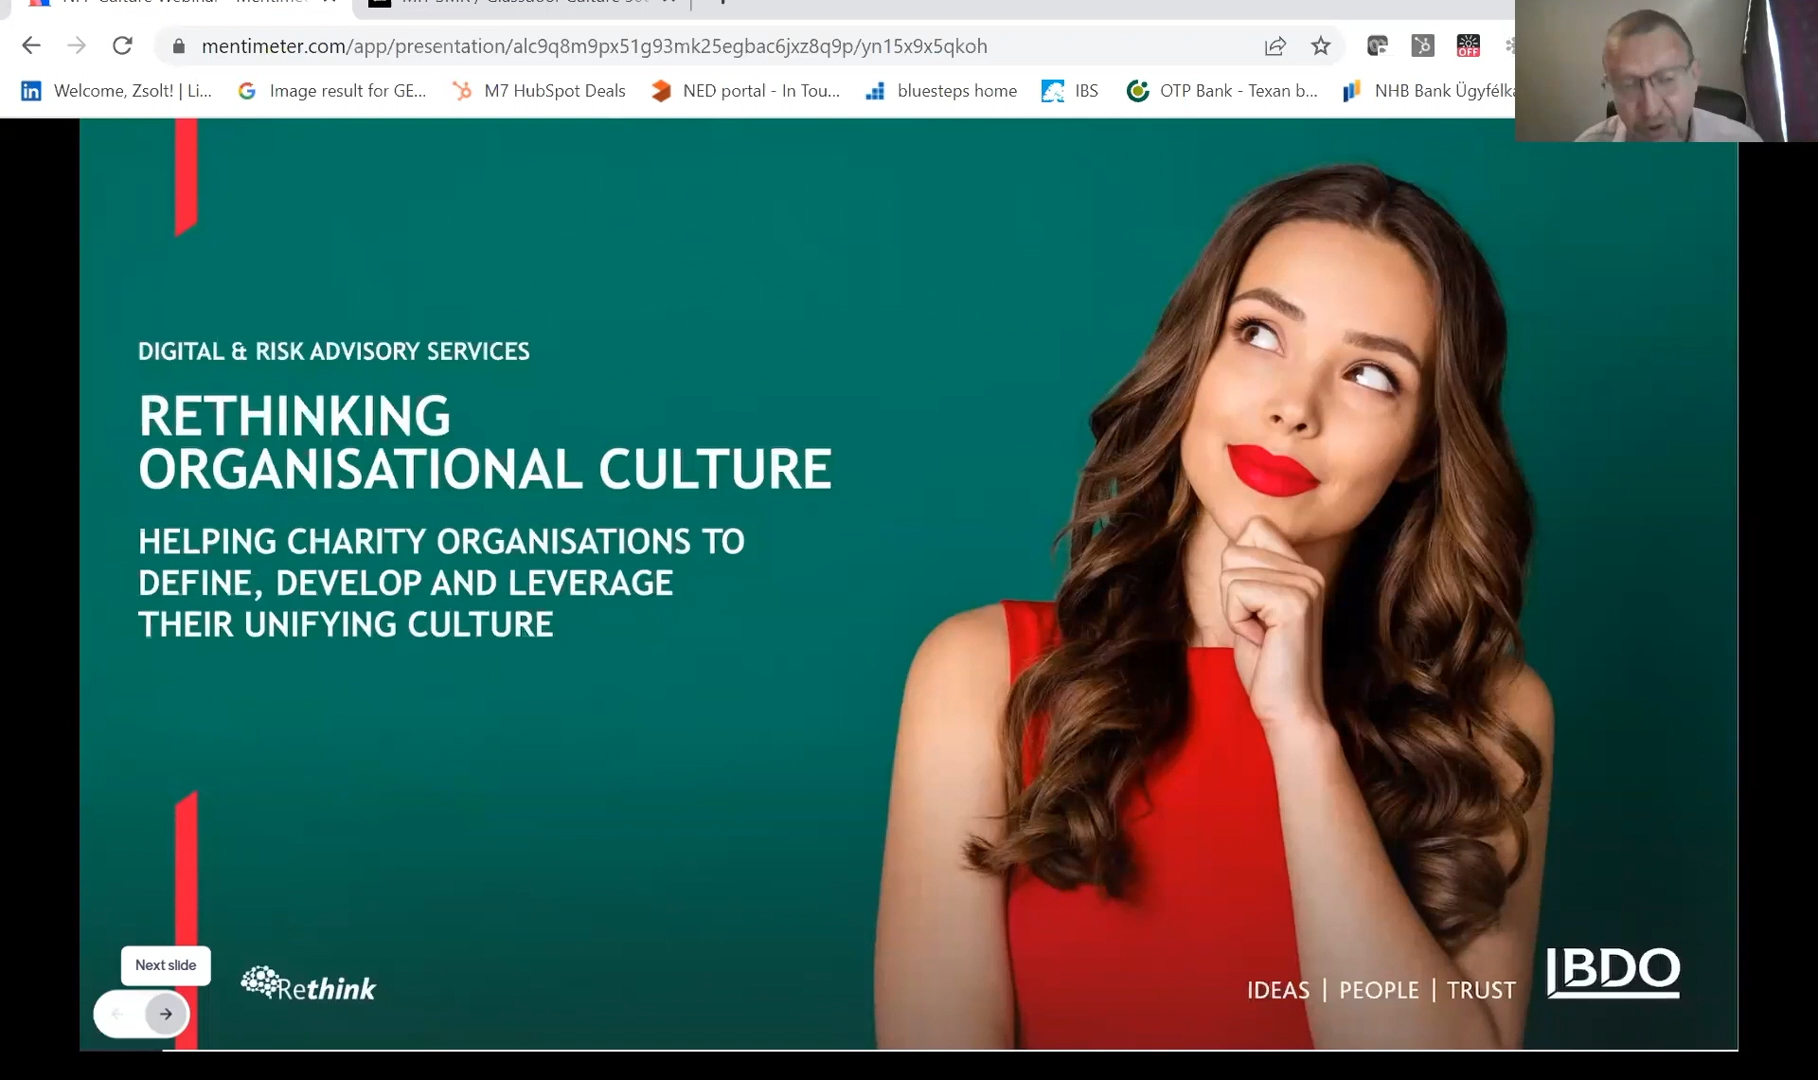 mentimeter.com/app/presentation/alc9q8m9px51g93mk25egbac6jxz8q9p/yn15x9x5qkoh
OFF
in Welcome, Zsolt! | Li...
Image result for GE...
M7 HubSpot Deals
NED portal - In Tou...
bluesteps home
IBS
OTP Bank - Texan b...
NHB Bank Ügyfélka
DIGITAL & RISK ADVISORY SERVICES
RETHINKING
ORGANISATIONAL CULTURE
HELPING CHARITY ORGANISATIONS TO
DEFINE, DEVELOP AND LEVERAGE
THEIR UNIFYING CULTURE
Next slide
Rethink
IDEAS | PEOPLE | TRUST
BDO